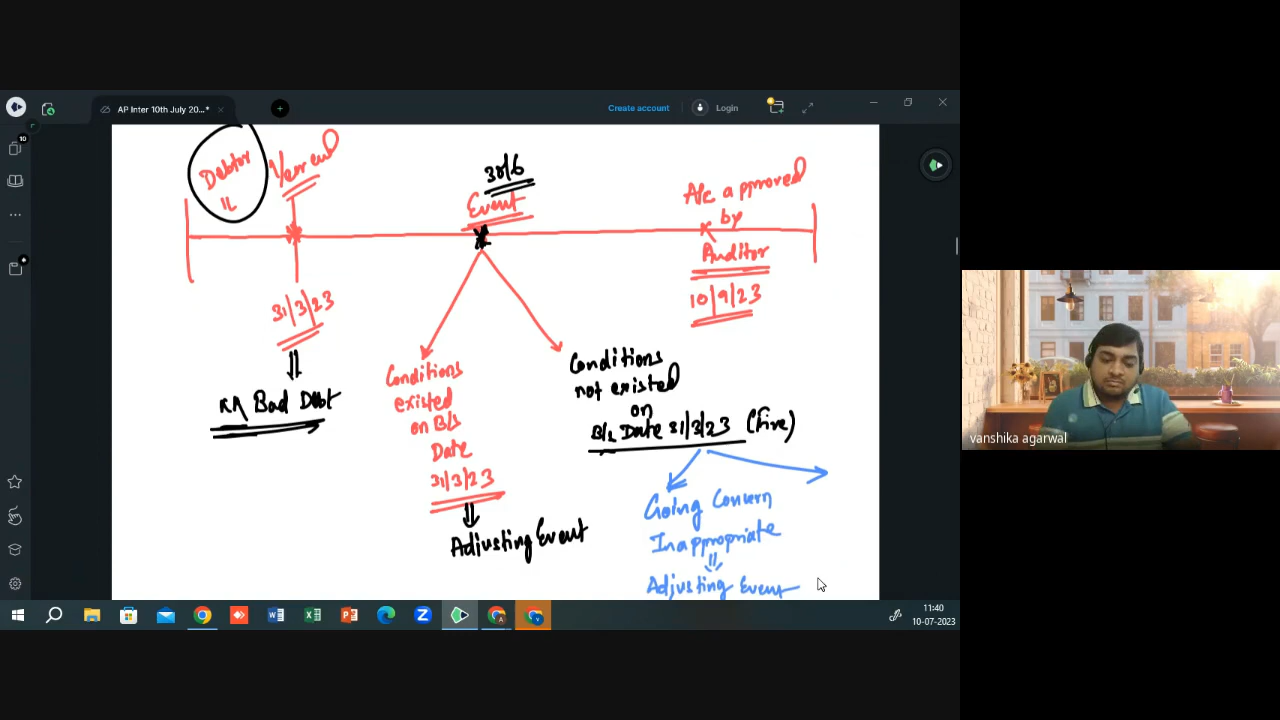 AP Inter 10th July 20...*
Create account
Login
10
Debtor
1L
Year end
30/6
Event
A/c approved
by
Auditor
10/9/23
31/3/23
Bad Debt
Conditions
existed
on B/s
Date
31/3/23
Adjusting Event
Conditions
not existed
on
B/s Date 31/3/23 (Fire)
Going Concern
Inappropriate
Adjusting Event
vanshika agarwal
11:40
10-07-2023